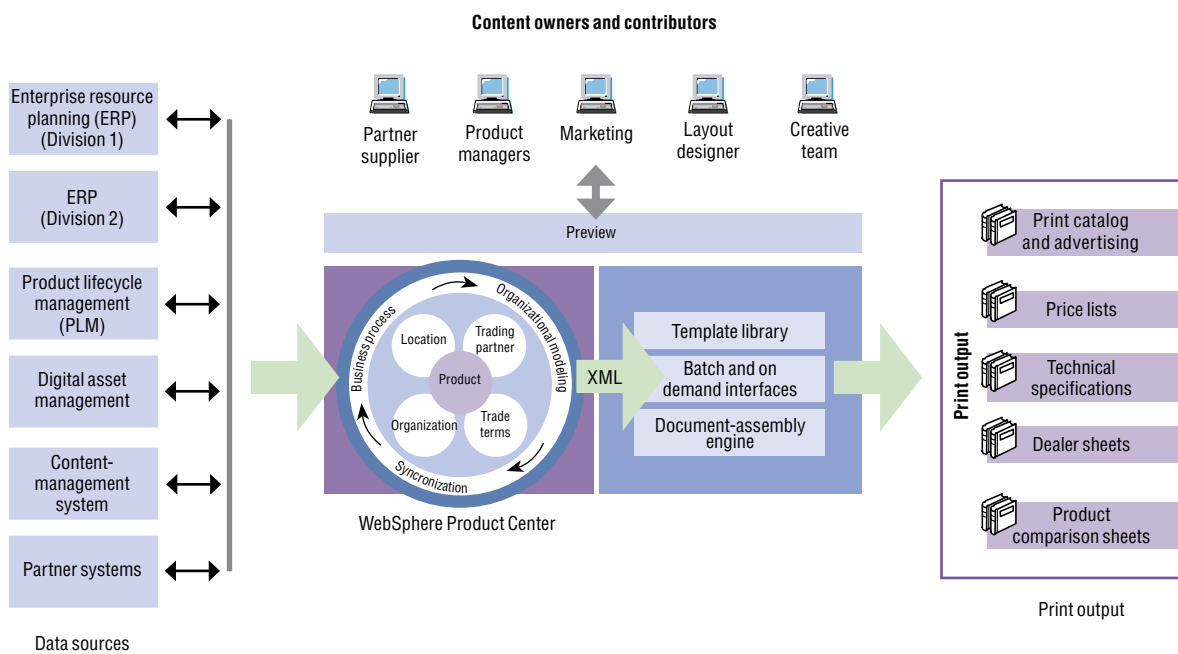 Content owners and contributors
Enterprise resource
planning (ERP)
(Division 1)
ERP
(Division 2)
Product lifecycle
management
(PLM)
Digital asset
management
Content-
management
system
Partner systems
Data sources
Partner
supplier
Product
managers
Marketing
Layout
designer
Creative
team
Preview
Business process
Organizational modeling
Syncronization
Location
Trading
partner
Product
Organization
Trade
terms
WebSphere Product Center
XML
Template library
Batch and on
demand interfaces
Document-assembly
engine
Print output
Print catalog
and advertising
Price lists
Technical
specifications
Dealer sheets
Product
comparison sheets
Print output